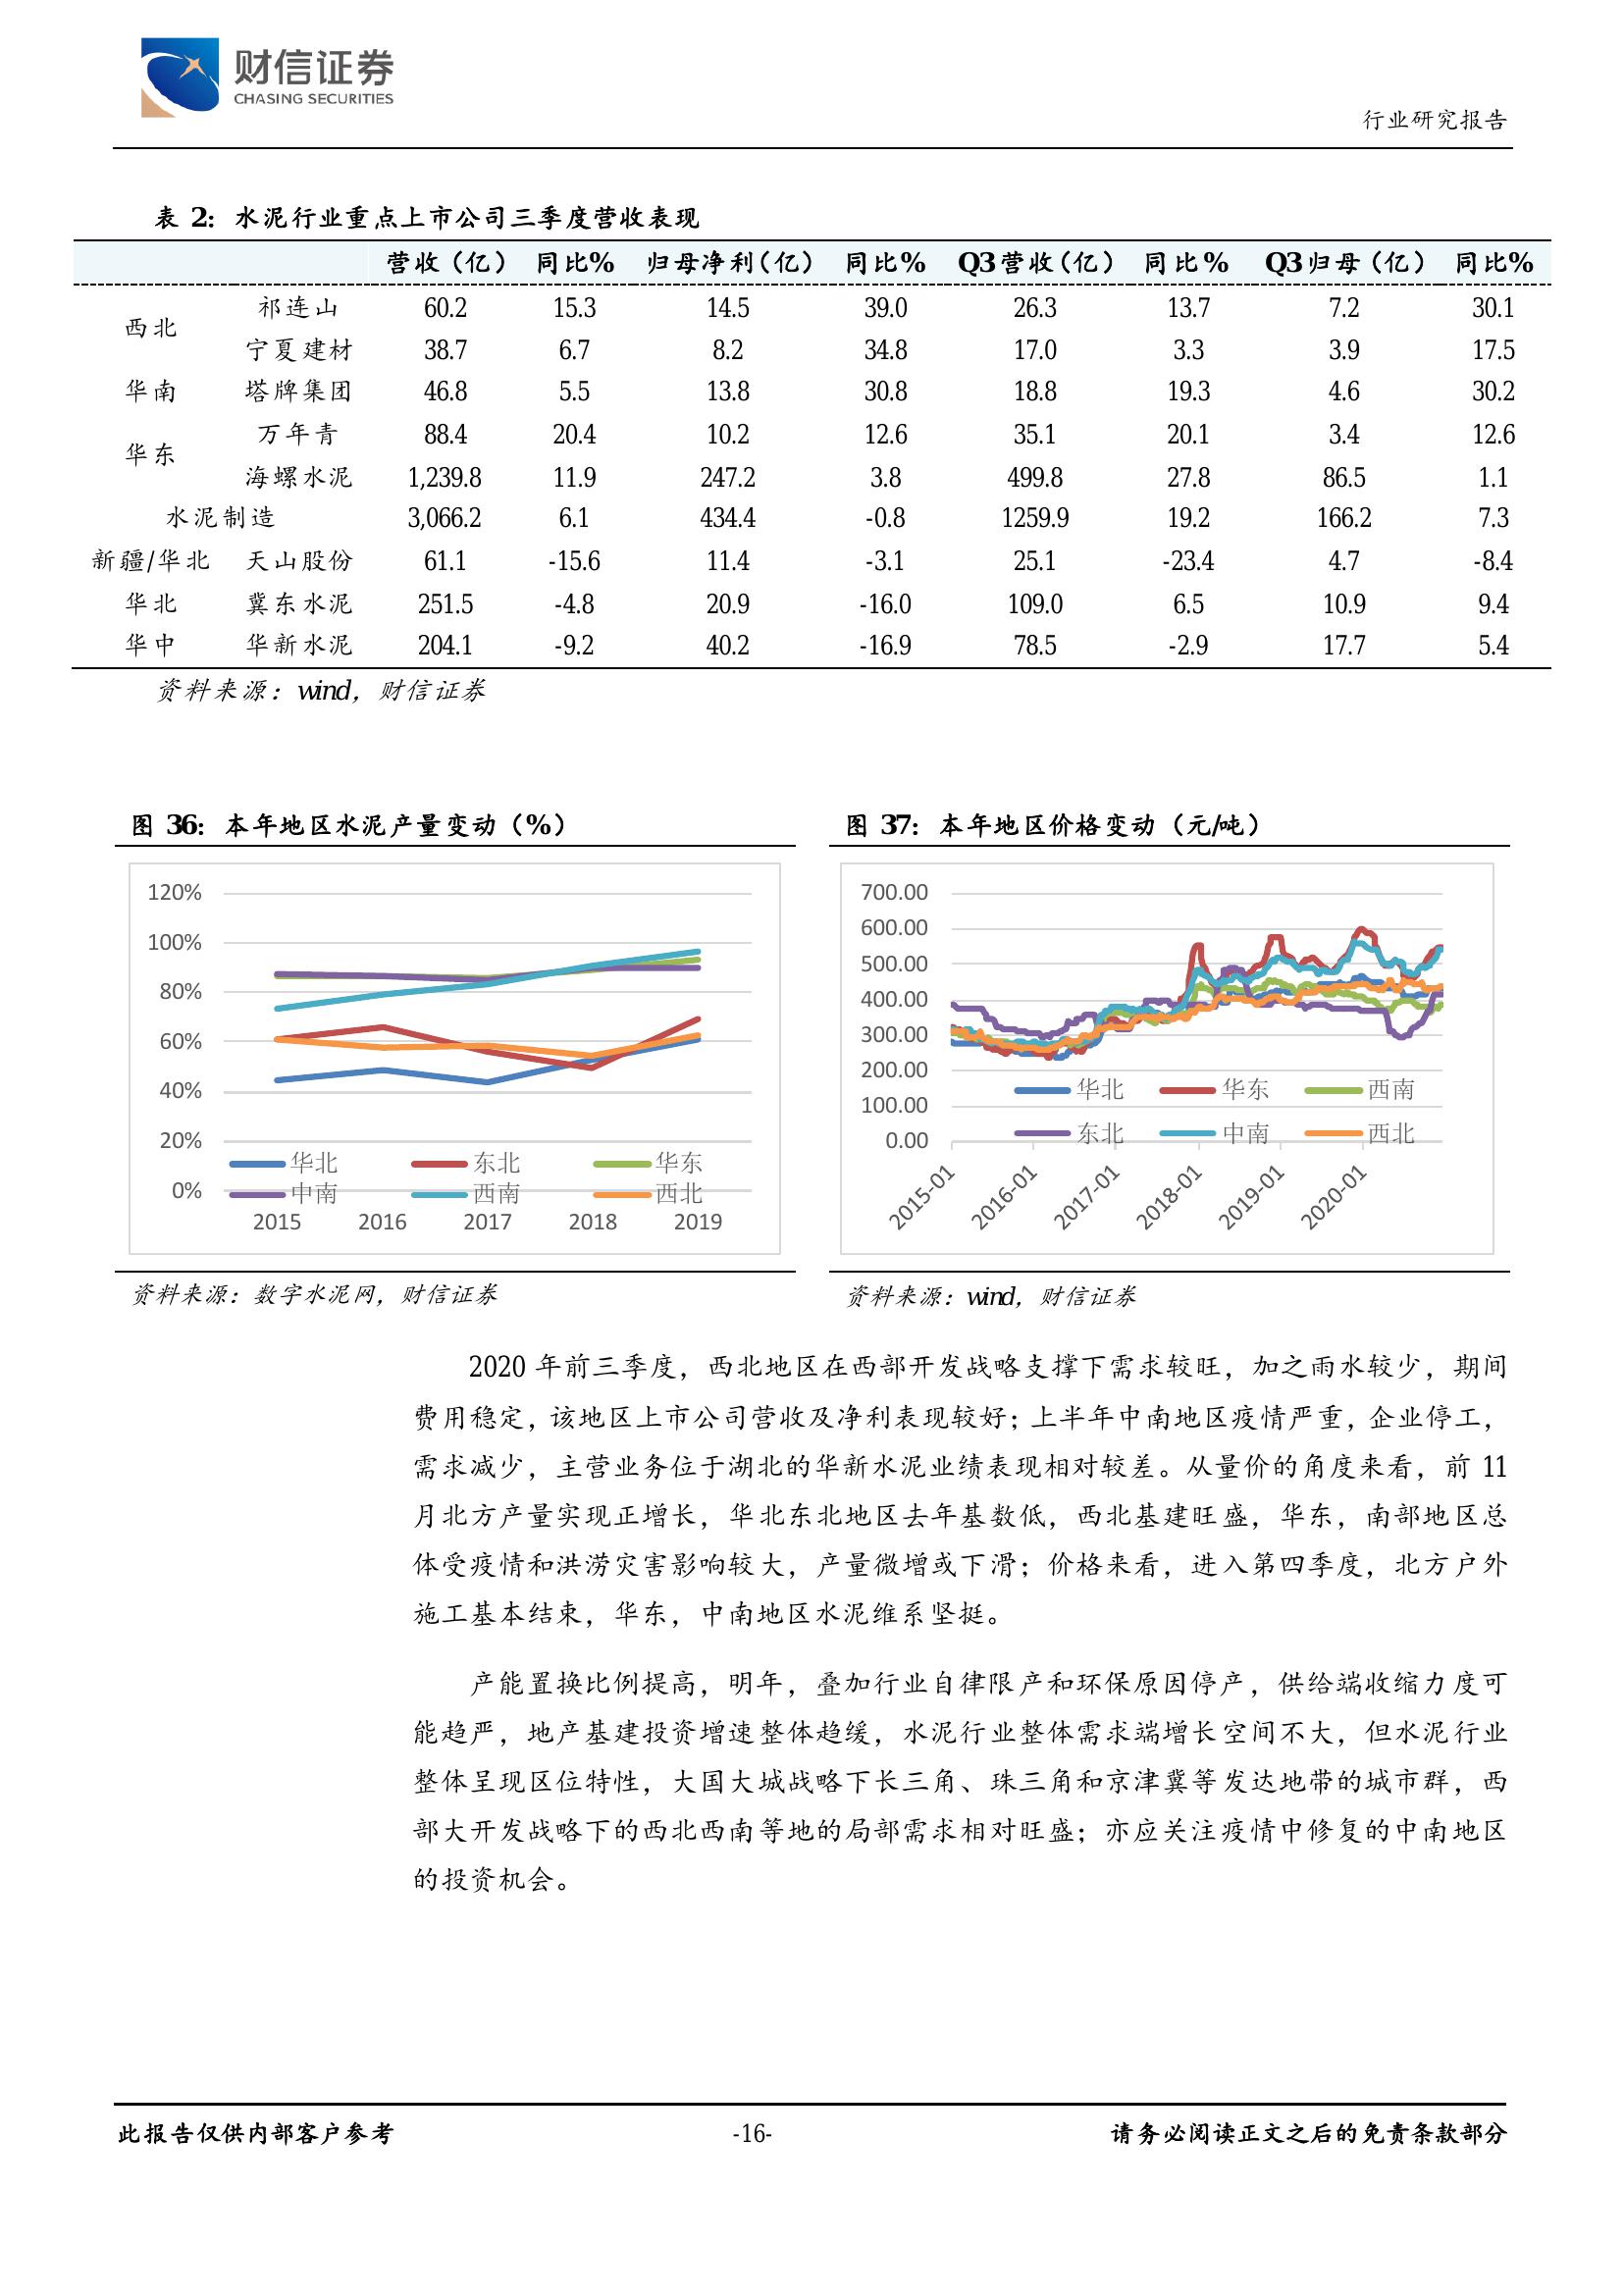 财信证券
CHASING SECURITIES
行业研究报告
表 2：水泥行业重点上市公司三季度营收表现
营收（亿） 同比% 归母净利（亿） 同比% Q3营收（亿） 同比% Q3归母（亿） 同比%
西北 祁连山 60.2 15.3 14.5 39.0 26.3 13.7 7.2 30.1
宁夏建材 38.7 6.7 8.2 34.8 17.0 3.3 3.9 17.5
华南 塔牌集团 46.8 5.5 13.8 30.8 18.8 19.3 4.6 30.2
华东 万年青 88.4 20.4 10.2 12.6 35.1 20.1 3.4 12.6
海螺水泥 1,239.8 11.9 247.2 3.8 499.8 27.8 86.5 1.1
水泥制造 3,066.2 6.1 434.4 -0.8 1259.9 19.2 166.2 7.3
新疆/华北 天山股份 61.1 -15.6 11.4 -3.1 25.1 -23.4 4.7 -8.4
华北 冀东水泥 251.5 -4.8 20.9 -16.0 109.0 6.5 10.9 9.4
华中 华新水泥 204.1 -9.2 40.2 -16.9 78.5 -2.9 17.7 5.4
资料来源：wind，财信证券
图 36：本年地区水泥产量变动（%）
120%
100%
80%
60%
40%
20%
0%
华北 东北 华东
中南 西南 西北
2015 2016 2017 2018 2019
资料来源：数字水泥网，财信证券
图 37：本年地区价格变动（元/吨）
700.00
600.00
500.00
400.00
300.00
200.00
100.00
0.00
华北 华东 西南
东北 中南 西北
2015-01 2016-01 2017-01 2018-01 2019-01 2020-01
资料来源：wind，财信证券
2020 年前三季度，西北地区在西部开发战略支撑下需求较旺，加之雨水较少，期间
费用稳定，该地区上市公司营收及净利表现较好；上半年中南地区疫情严重，企业停工，
需求减少，主营业务位于湖北的华新水泥业绩表现相对较差。从量价的角度来看，前 11
月北方产量实现正增长，华北东北地区去年基数低，西北基建旺盛，华东，南部地区总
体受疫情和洪涝灾害影响较大，产量微增或下滑；价格来看，进入第四季度，北方户外
施工基本结束，华东，中南地区水泥维系坚挺。
产能置换比例提高，明年，叠加行业自律限产和环保原因停产，供给端收缩力度可
能趋严，地产基建投资增速整体趋缓，水泥行业整体需求端增长空间不大，但水泥行业
整体呈现区位特性，大国大城战略下长三角、珠三角和京津冀等发达地带的城市群，西
部大开发战略下的西北西南等地的局部需求相对旺盛；亦应关注疫情中修复的中南地区
的投资机会。
此报告仅供内部客户参考
-16-
请务必阅读正文之后的免责条款部分